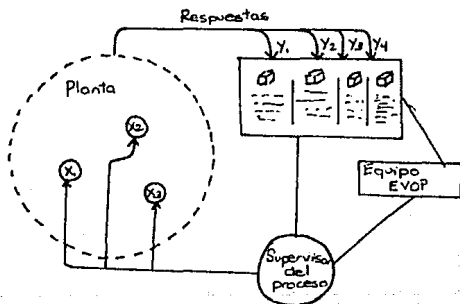 Respuestas
Y1 Y2 Y3 Y4
Planta
X2
X1
X3
Equipo
EVOP
Supervisor
del
proceso